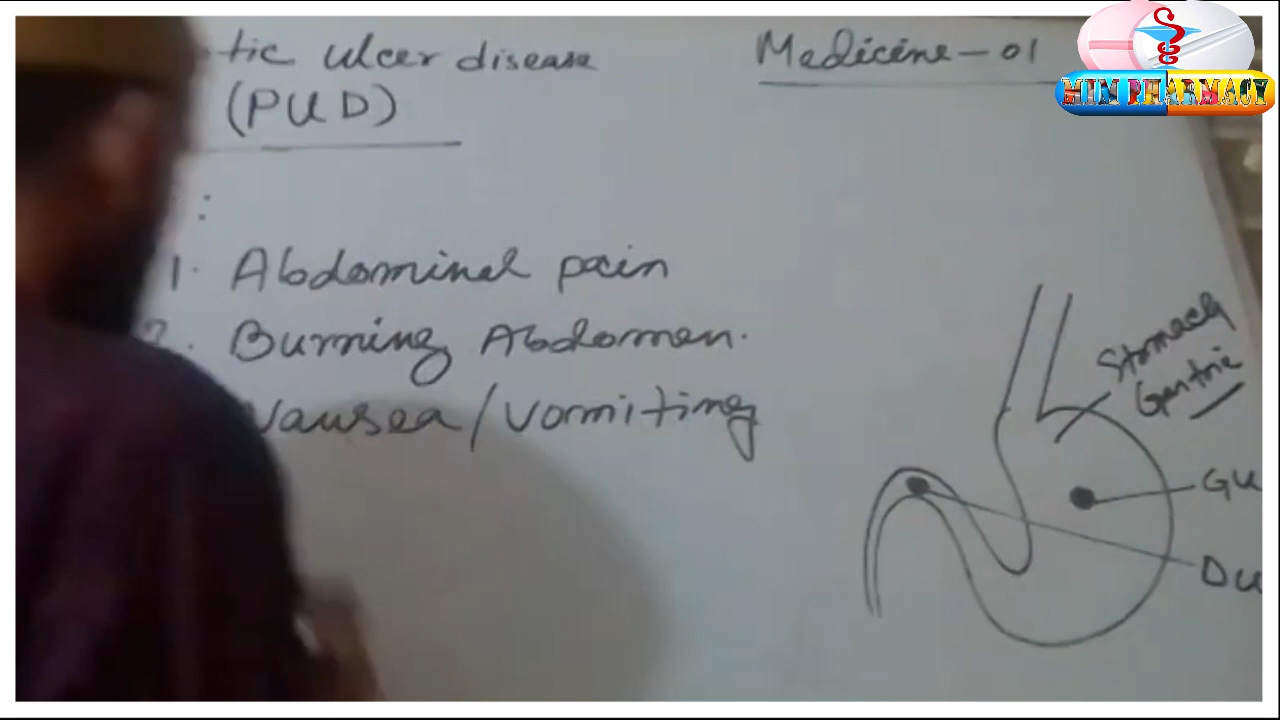 tic ulcer disease
(PUD)
Medicine-01
MIM PHARMACY
:
1. Abdominal pain
2. Burning Abdomen.
Nausea/vomiting
Stomach
Gastric
GU
DU